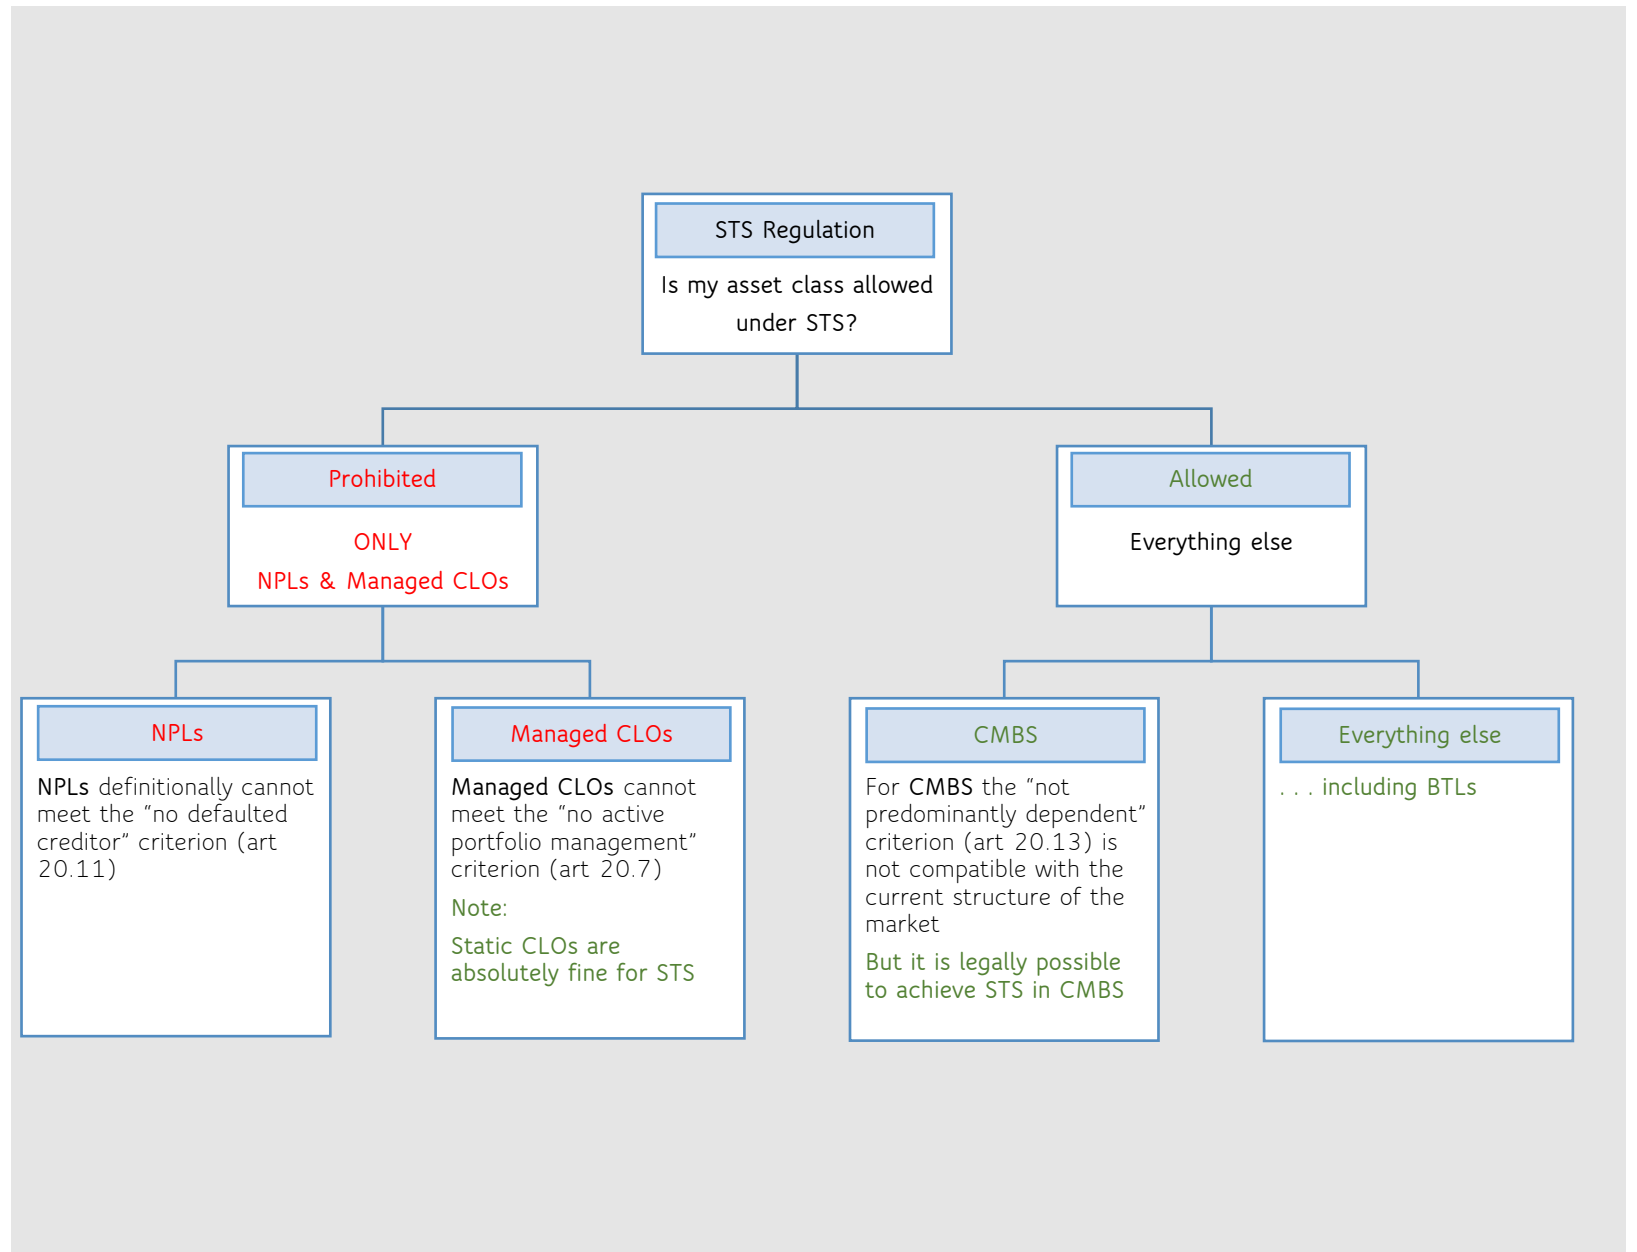 STS Regulation
Is my asset class allowed
under STS?
Prohibited
ONLY
NPLs & Managed CLOs
Allowed
Everything else
NPLs
NPLs definitionally cannot
meet the “no defaulted
creditor” criterion (art
20.11)
Managed CLOs
Managed CLOs cannot
meet the “no active
portfolio management”
criterion (art 20.7)
Note:
Static CLOs are
absolutely fine for STS
CMBS
For CMBS the “not
predominantly dependent”
criterion (art 20.13) is
not compatible with the
current structure of the
market
But it is legally possible
to achieve STS in CMBS
Everything else
. . . including BTLs